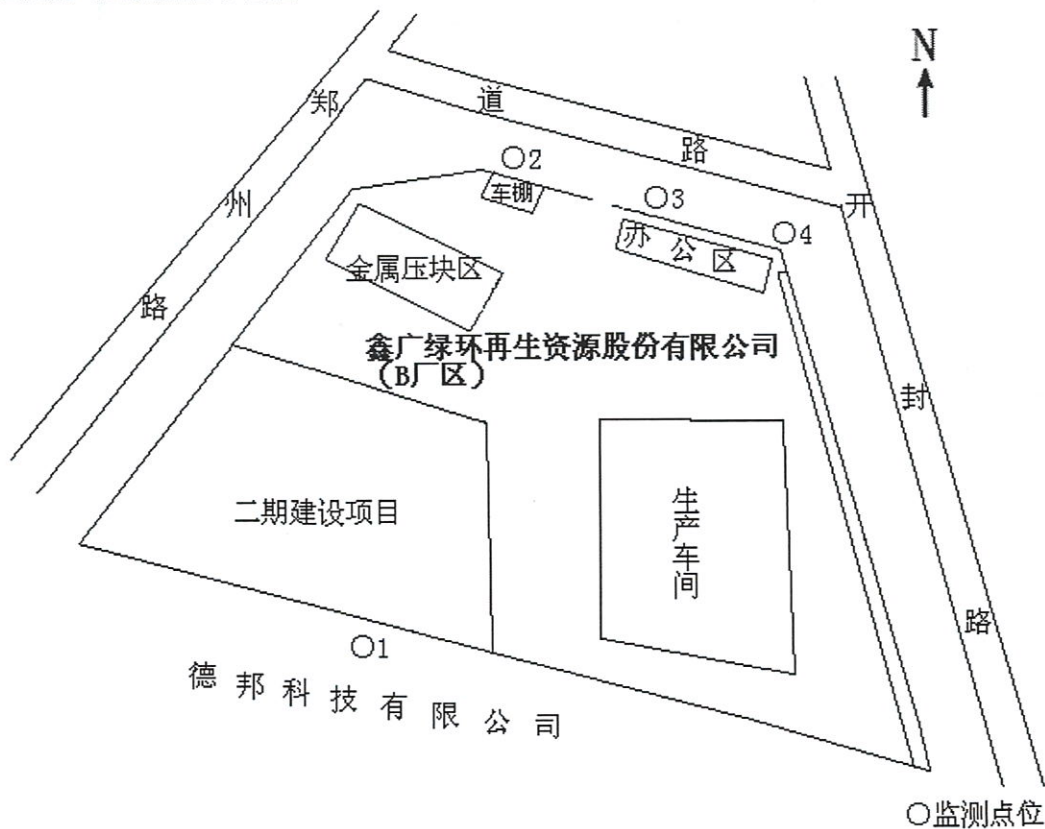 N
郑州路
道路
开封路
○2
○3
○4
车棚
办公区
金属压块区
鑫广绿环再生资源股份有限公司
（B厂区）
二期建设项目
生产车间
○1
德邦科技有限公司
○监测点位